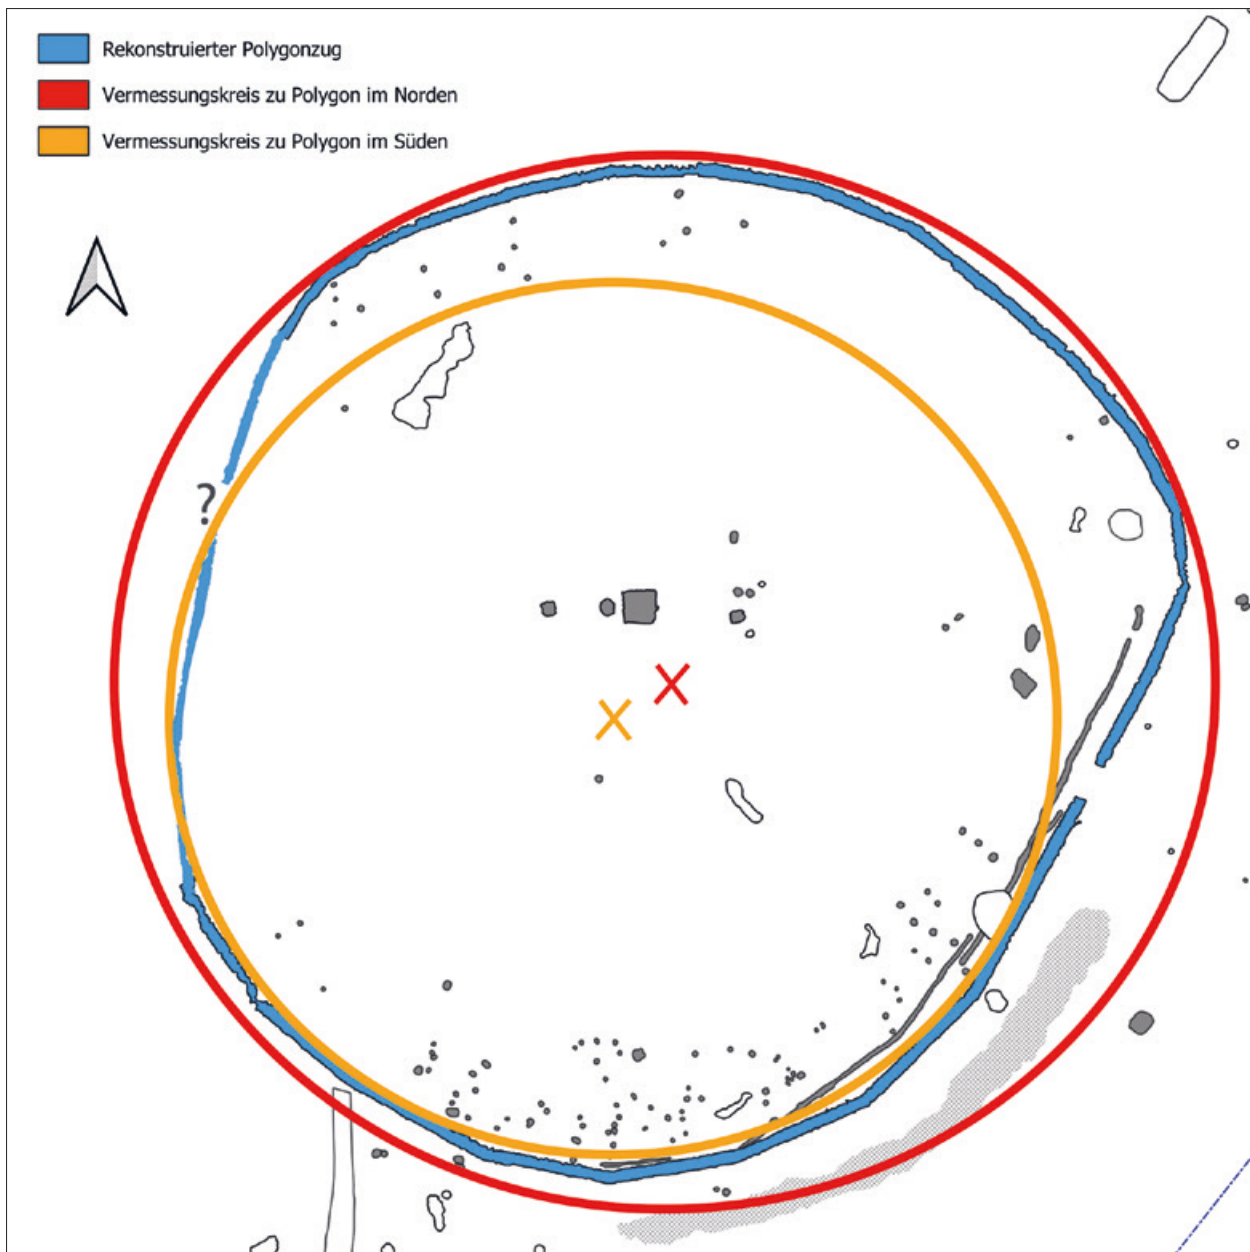 Rekonstruierter Polygonzug
Vermessungskreis zu Polygon im Norden
Vermessungskreis zu Polygon im Süden
?